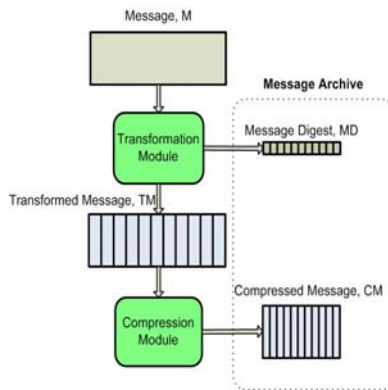 Message, M
Message Archive
Transformation
Module
Message Digest, MD
Transformed Message, TM
Compressed Message, CM
Compression
Module